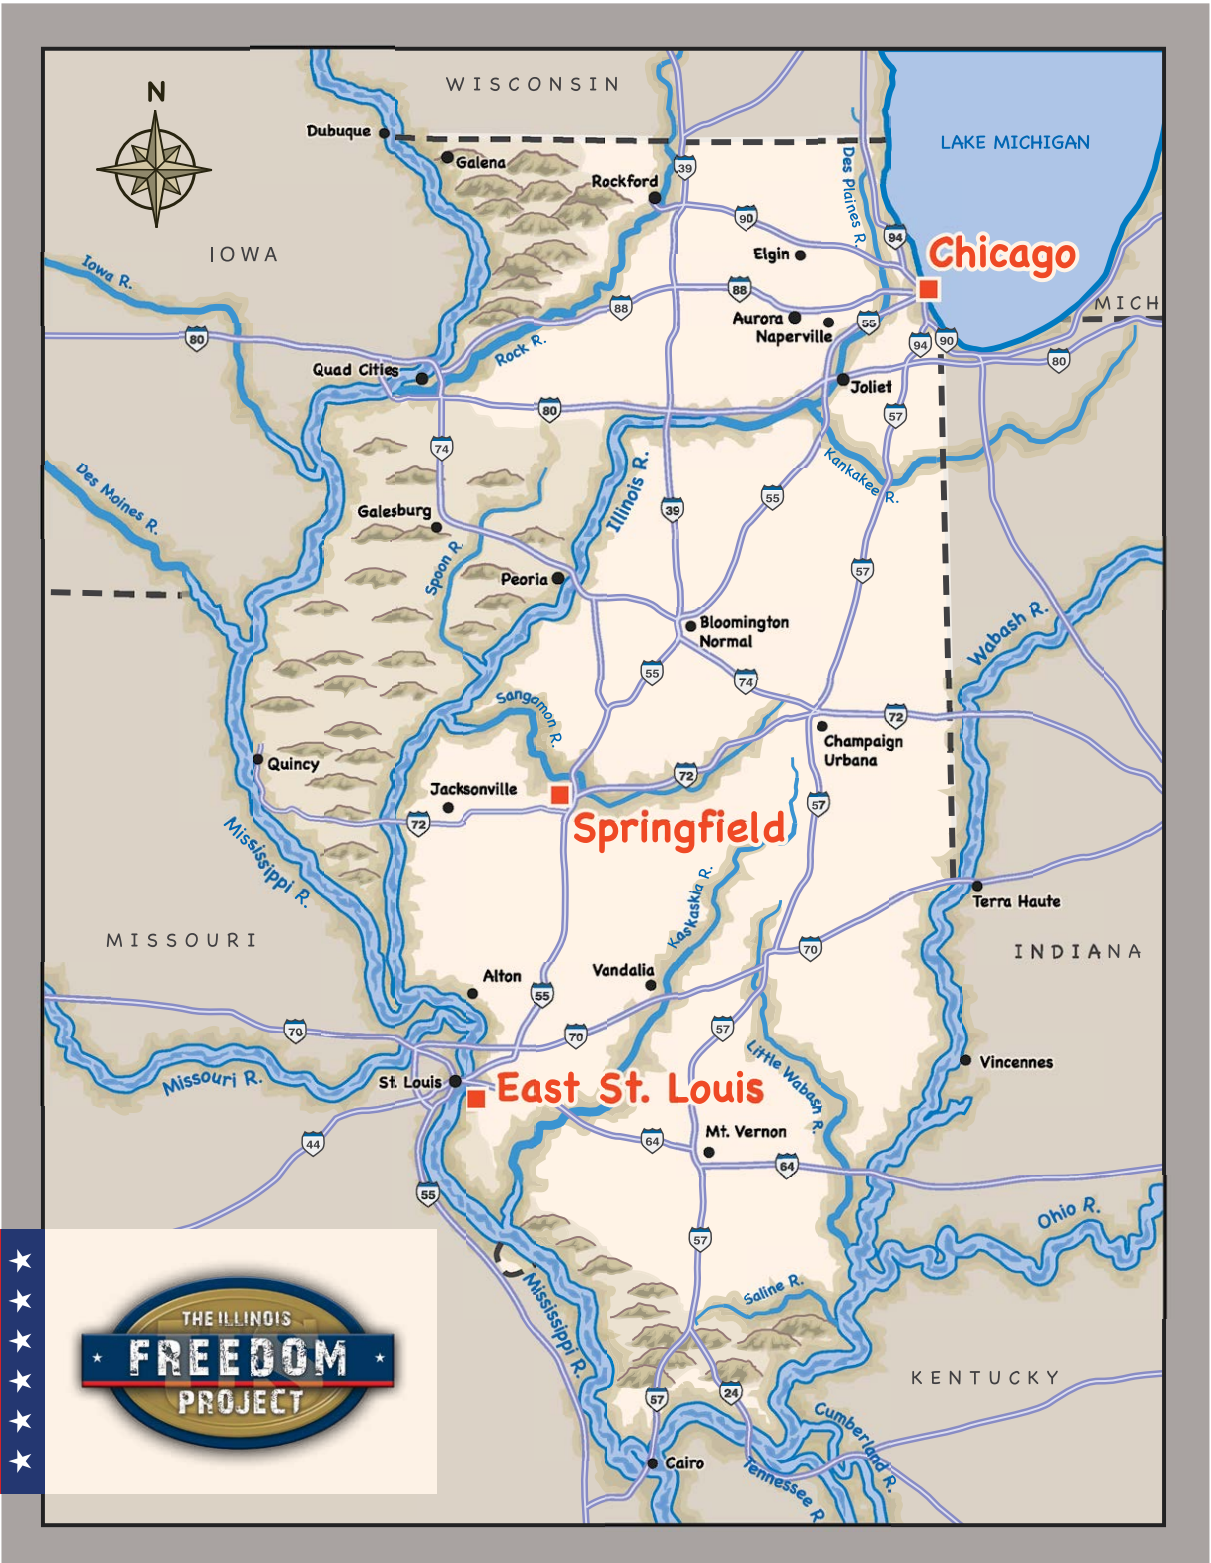 WISCONSIN
N
Dubuque
Galena
Rockford
39
LAKE MICHIGAN
Des Plaines R.
90
94
IOWA
Elgin
Chicago
Iowa R.
88
88
MICH
Aurora
55
Naperville
80
Rock R.
94
90
80
Quad Cities
Joliet
80
57
74
Kankakee R.
Illinois R.
Des Moines R.
55
39
Galesburg
Spoon R.
57
Peoria
Bloomington
Normal
Wabash R.
55
74
Sangamon R.
72
Champaign
Urbana
Quincy
72
Jacksonville
57
72
Springfield
Mississippi R.
Kaskaskia R.
Terra Haute
MISSOURI
70
INDIANA
Alton
Vandalia
55
70
70
57
Little Wabash R.
Vincennes
Missouri R.
St. Louis
East St. Louis
44
64
Mt. Vernon
64
55
Ohio R.
57
Saline R.
Mississippi R.
THE ILLINOIS
FREEDOM
PROJECT
KENTUCKY
57
24
Cumberland R.
Cairo
Tennessee R.